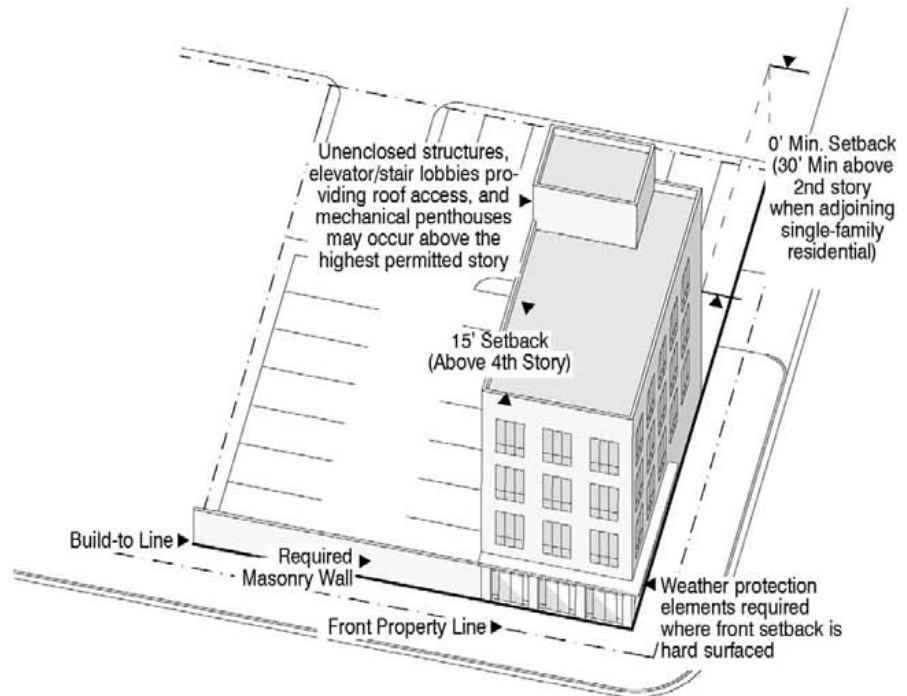 Unenclosed structures,
elevator/stair lobbies pro-
viding roof access, and
mechanical penthouses
may occur above the
highest permitted story
0' Min. Setback
(30' Min above
2nd story
when adjoining
single-family
residential)
15' Setback
(Above 4th Story)
Build-to Line
Required
Masonry Wall
Front Property Line
Weather protection
elements required
where front setback is
hard surfaced